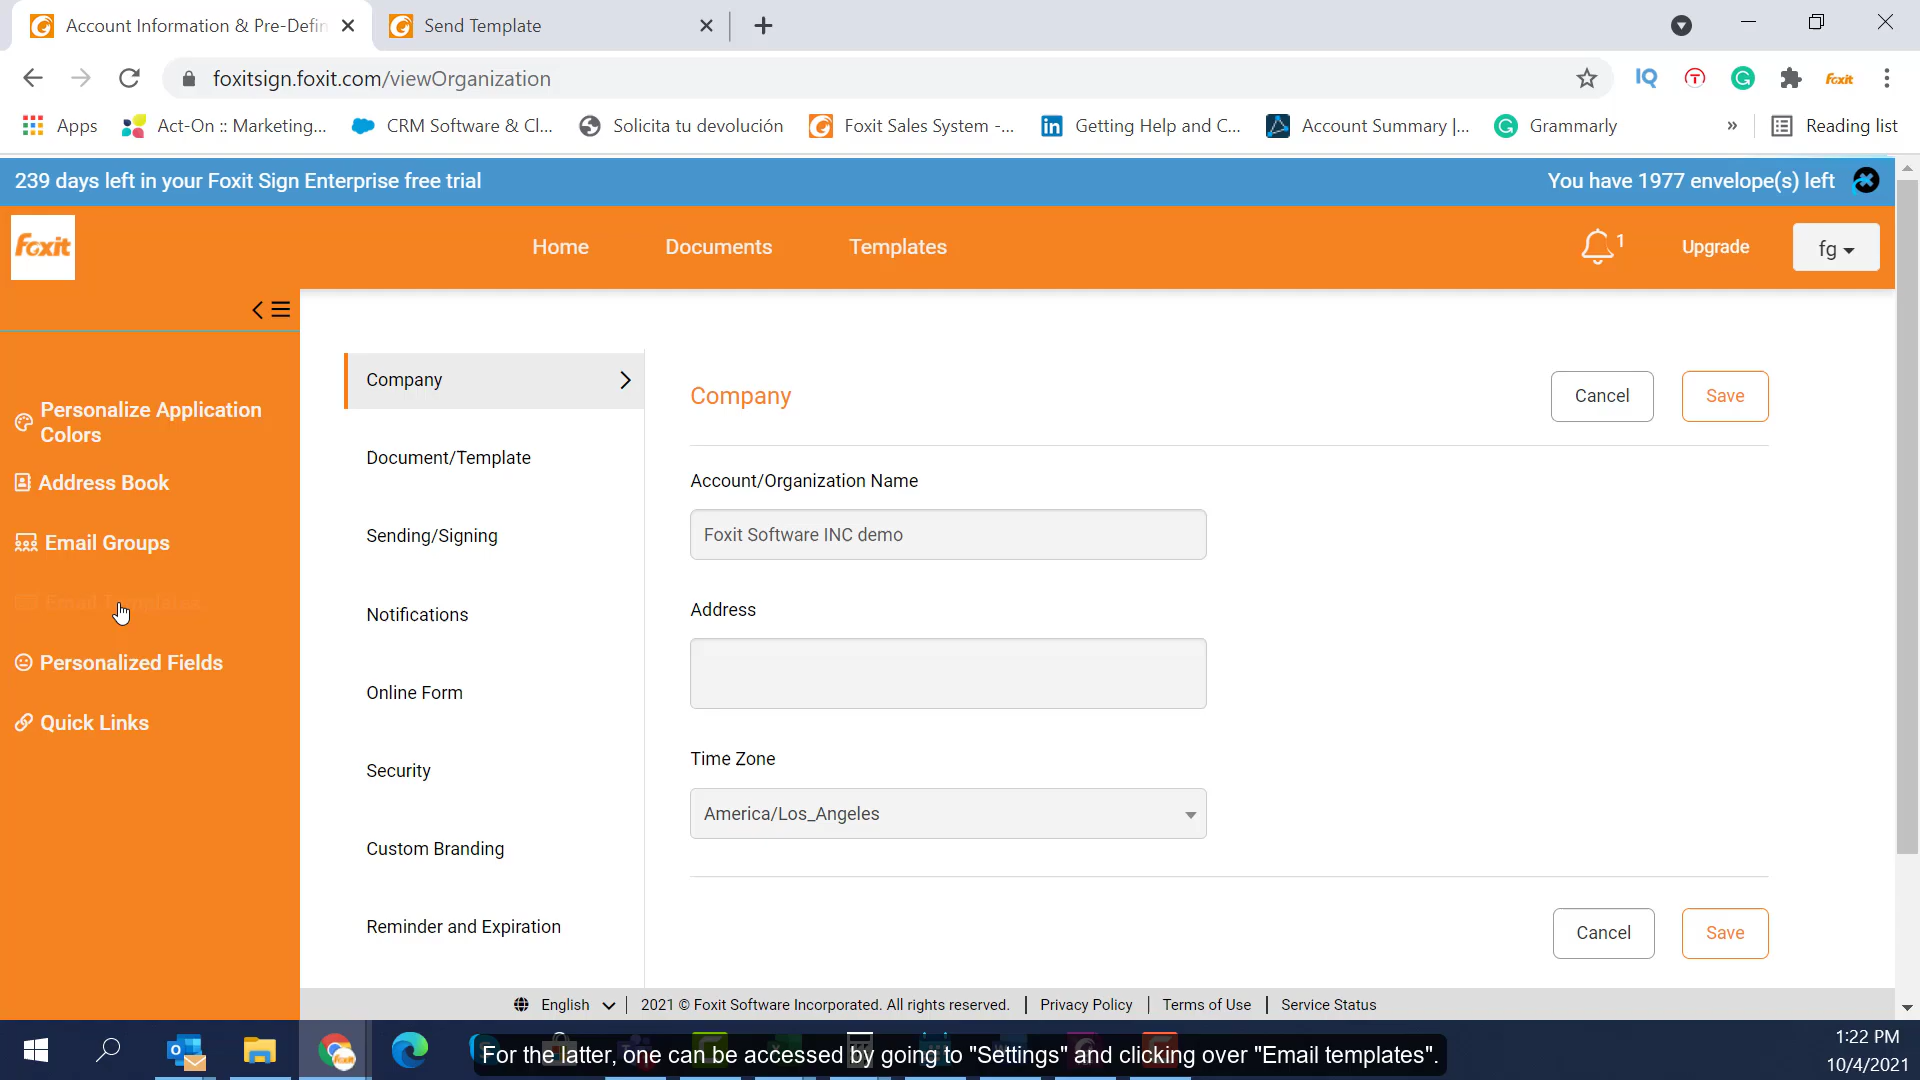 Account Information & Pre-Defin
Send Template
foxitsign.foxit.com/viewOrganization
IQ
foxit
Apps
Act-On :: Marketing...
CRM Software & Cl...
Solicita tu devolución
Foxit Sales System -...
Getting Help and C...
Account Summary |...
Grammarly
»
Reading list
239 days left in your Foxit Sign Enterprise free trial
You have 1977 envelope(s) left
foxit
Home
Documents
Templates
1
Upgrade
fg
Personalize Application
Colors
Address Book
Email Groups
Email Templates
Personalized Fields
Quick Links
Company
Document/Template
Sending/Signing
Notifications
Online Form
Security
Custom Branding
Reminder and Expiration
Company
Cancel
Save
Account/Organization Name
Foxit Software INC demo
Address
Time Zone
America/Los_Angeles
Cancel
Save
English
2021 © Foxit Software Incorporated. All rights reserved.
Privacy Policy
Terms of Use
Service Status
For the latter, one can be accessed by going to "Settings" and clicking over "Email templates".
1:22 PM
10/4/2021